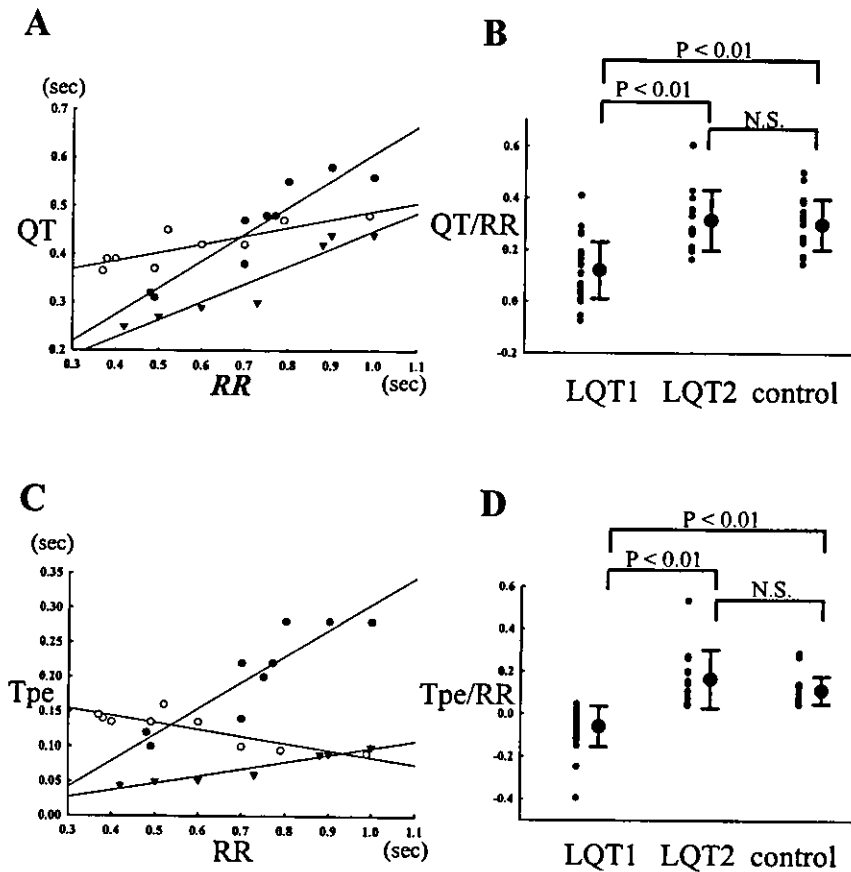 A
(sec)
0.7
0.6
0.5
0.4
0.3
0.2
QT
0.3 0.4 0.5 0.6 0.7 0.8 0.9 1.0 1.1
RR
(sec)
B
P < 0.01
P < 0.01
N.S.
0.6
0.4
0.2
0.0
-0.2
QT/RR
LQT1 LQT2 control
C
(sec)
0.35
0.30
0.25
0.20
0.15
0.10
0.05
0.00
Tpe
0.3 0.4 0.5 0.6 0.7 0.8 0.9 1.0 1.1
RR
(sec)
D
P < 0.01
P < 0.01
N.S.
0.6
0.4
0.2
0.0
-0.2
-0.4
Tpe/RR
LQT1 LQT2 control